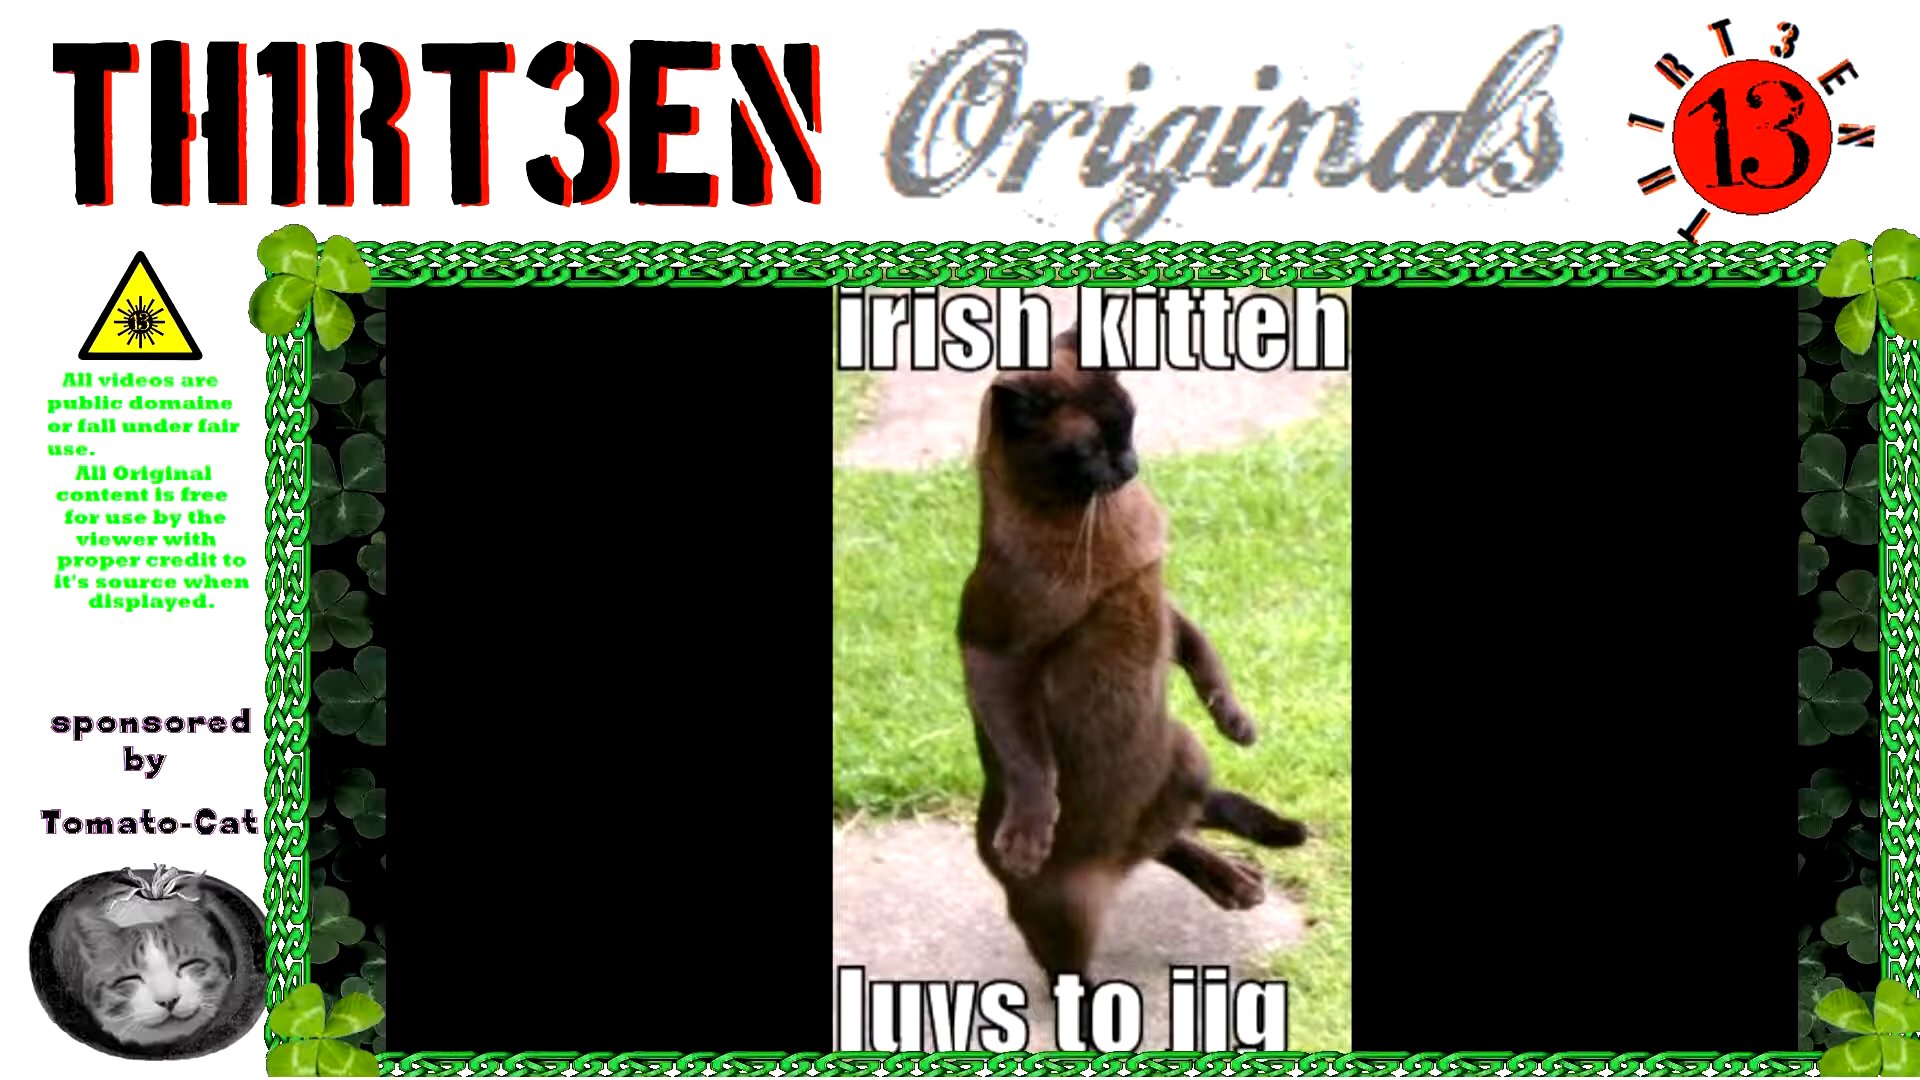 TH1RT3EN Originals
TH1RT3EN
13
13
irish kitteh
All videos are
public domaine
or fall under fair
use.
All Original
content is free
for use by the
viewer with
proper credit to
it's source when
displayed.
sponsored
by
Tomato-Cat
luvs to jig